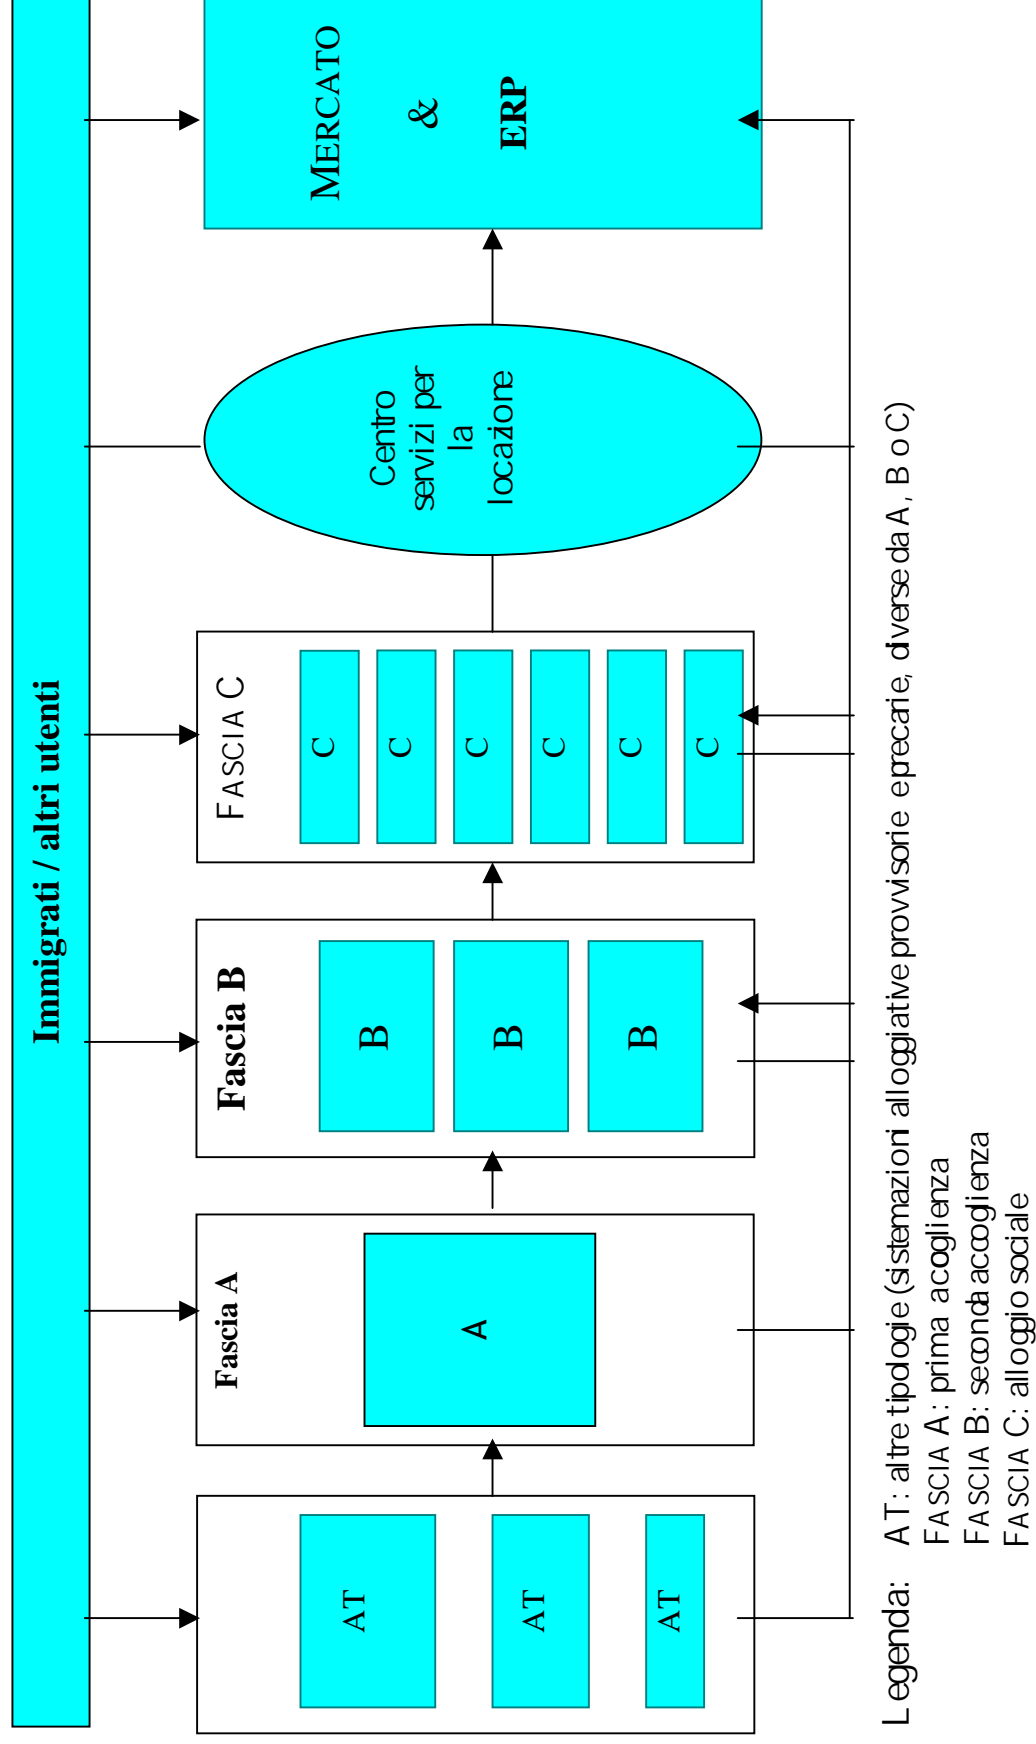 Immigrati / altri utenti
AT
AT
AT
Fascia A
A
Fascia B
B
B
B
FASCIA C
C
C
C
C
C
C
Centro
servizi per
la
locazione
MERCATO
&
ERP
Legenda: AT: altre tipologie (sistemazioni alloggiative provvisorie e precarie, diverse da A, B o C)
FASCIA A: prima accoglienza
FASCIA B: seconda accoglienza
FASCIA C: alloggio sociale